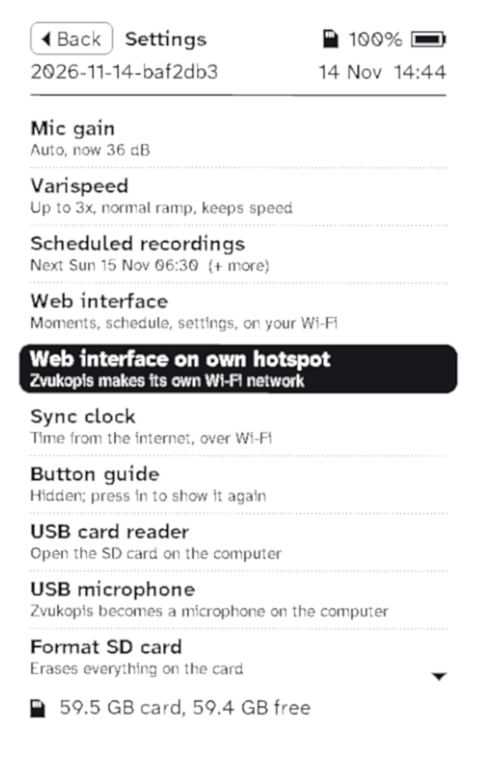 Back Settings 100%
2026-11-14-baf2db3 14 Nov 14:44
Mic gain
Auto, now 36 dB
Varispeed
Up to 3x, normal ramp, keeps speed
Scheduled recordings
Next Sun 15 Nov 06:30 (+ more)
Web interface
Moments, schedule, settings, on your Wi-Fi
Web interface on own hotspot
Zvukopis makes its own Wi-Fi network
Sync clock
Time from the internet, over Wi-Fi
Button guide
Hidden; press in to show it again
USB card reader
Open the SD card on the computer
USB microphone
Zvukopis becomes a microphone on the computer
Format SD card
Erases everything on the card
59.5 GB card, 59.4 GB free